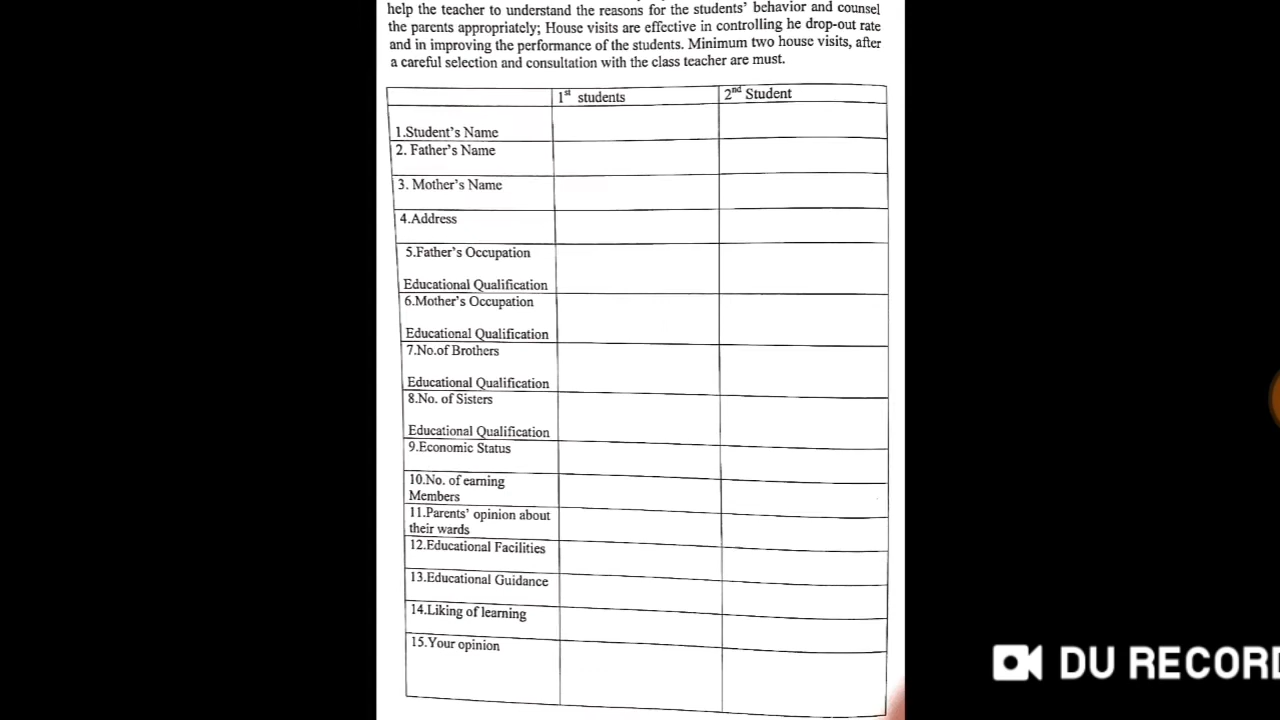 help the teacher to understand the reasons for the students' behavior and counsel
the parents appropriately; House visits are effective in controlling he drop-out rate
and in improving the performance of the students. Minimum two house visits, after
a careful selection and consultation with the class teacher are must.
1st students 2nd Student
1.Student's Name
2. Father's Name
3. Mother's Name
4.Address
5.Father's Occupation
Educational Qualification
6.Mother's Occupation
Educational Qualification
7.No.of Brothers
Educational Qualification
8.No. of Sisters
Educational Qualification
9.Economic Status
10.No. of earning
Members
11.Parents' opinion about
their wards
12.Educational Facilities
13.Educational Guidance
14.Liking of learning
15.Your opinion
DU RECORD